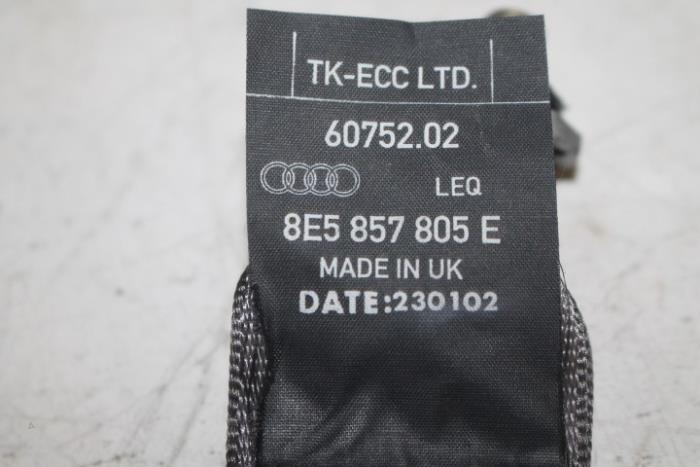 TK-ECC LTD.
60752.02
LEQ
8E5 857 805 E
MADE IN UK
DATE:230102